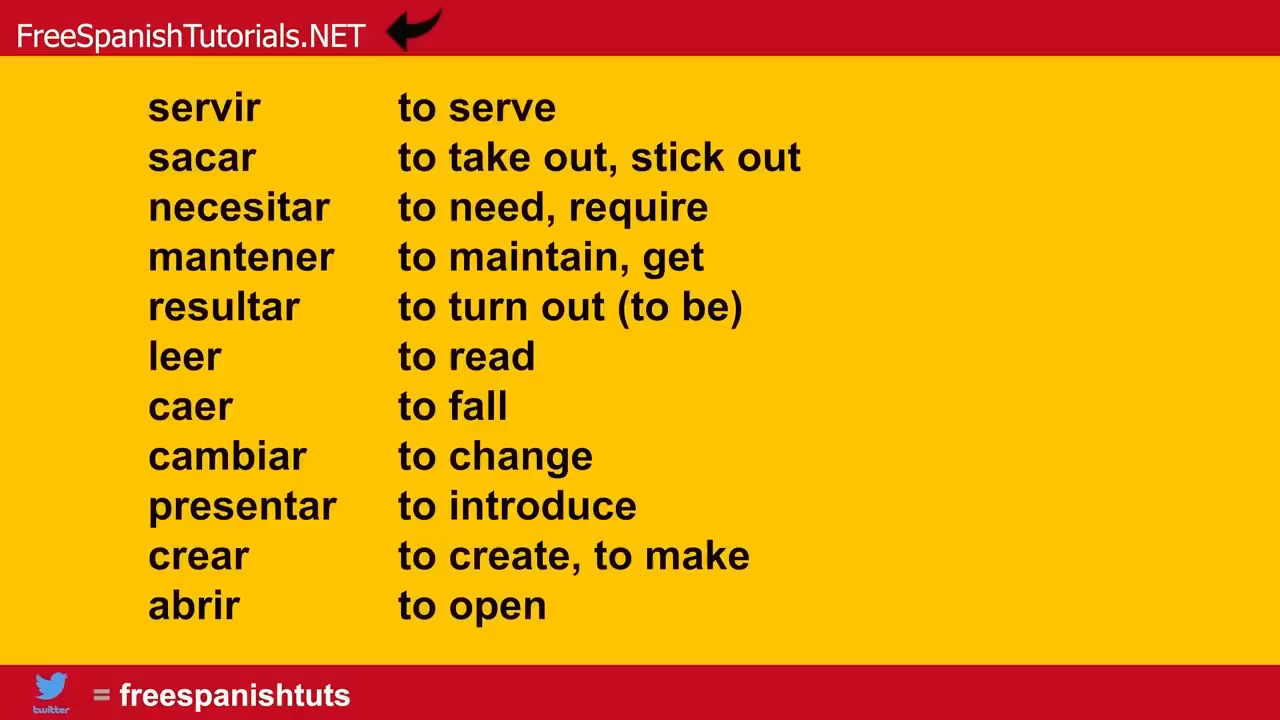 FreeSpanishTutorials.NET
servir to serve
sacar to take out, stick out
necesitar to need, require
mantener to maintain, get
resultar to turn out (to be)
leer to read
caer to fall
cambiar to change
presentar to introduce
crear to create, to make
abrir to open
twitter = freespanishtuts